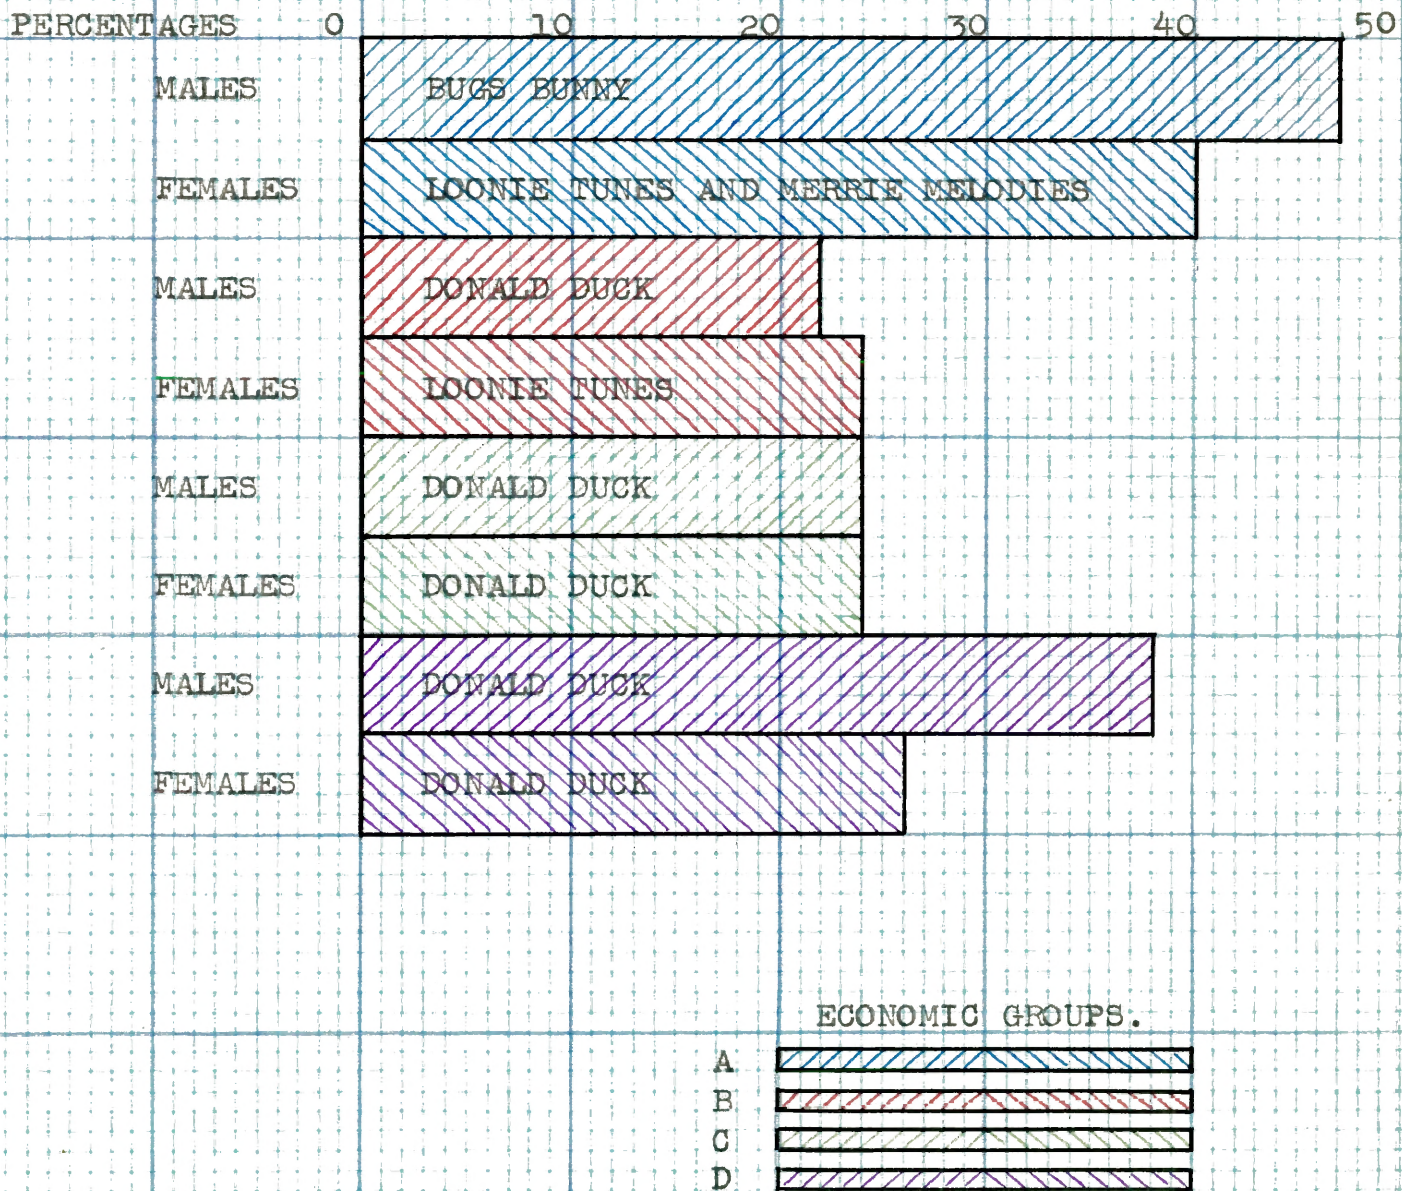 PERCENTAGES 0 10 20 30 40 50
MALES BUGS BUNNY
FEMALES LOONIE TUNES AND MERRIE MELODIES
MALES DONALD DUCK
FEMALES LOONIE TUNES
MALES DONALD DUCK
FEMALES DONALD DUCK
MALES DONALD DUCK
FEMALES DONALD DUCK
ECONOMIC GROUPS.
A
B
C
D